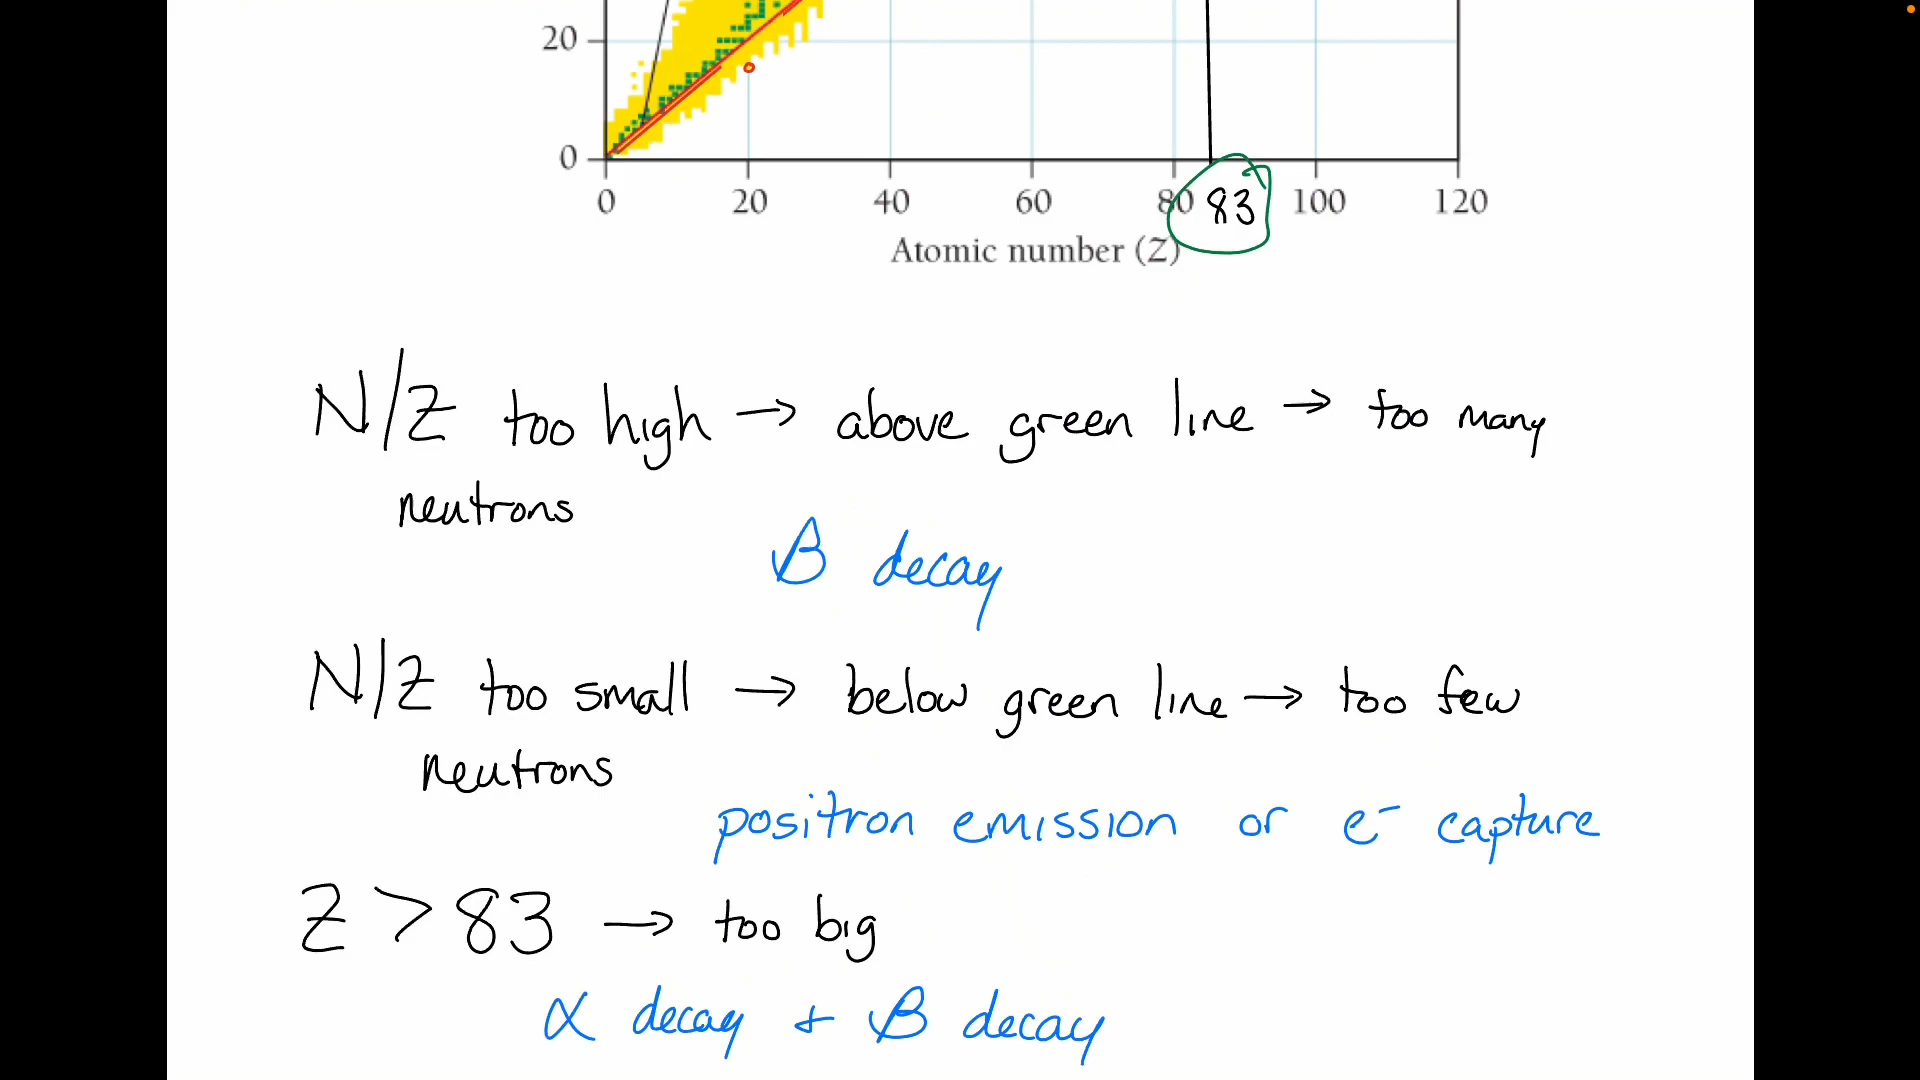 20
0
0 20 40 60 80 83 100 120
Atomic number (Z)
N/Z too high → above green line → too many
neutrons
β decay
N/Z too small → below green line → too few
neutrons
positron emission or e⁻ capture
Z > 83 → too big
α decay + β decay